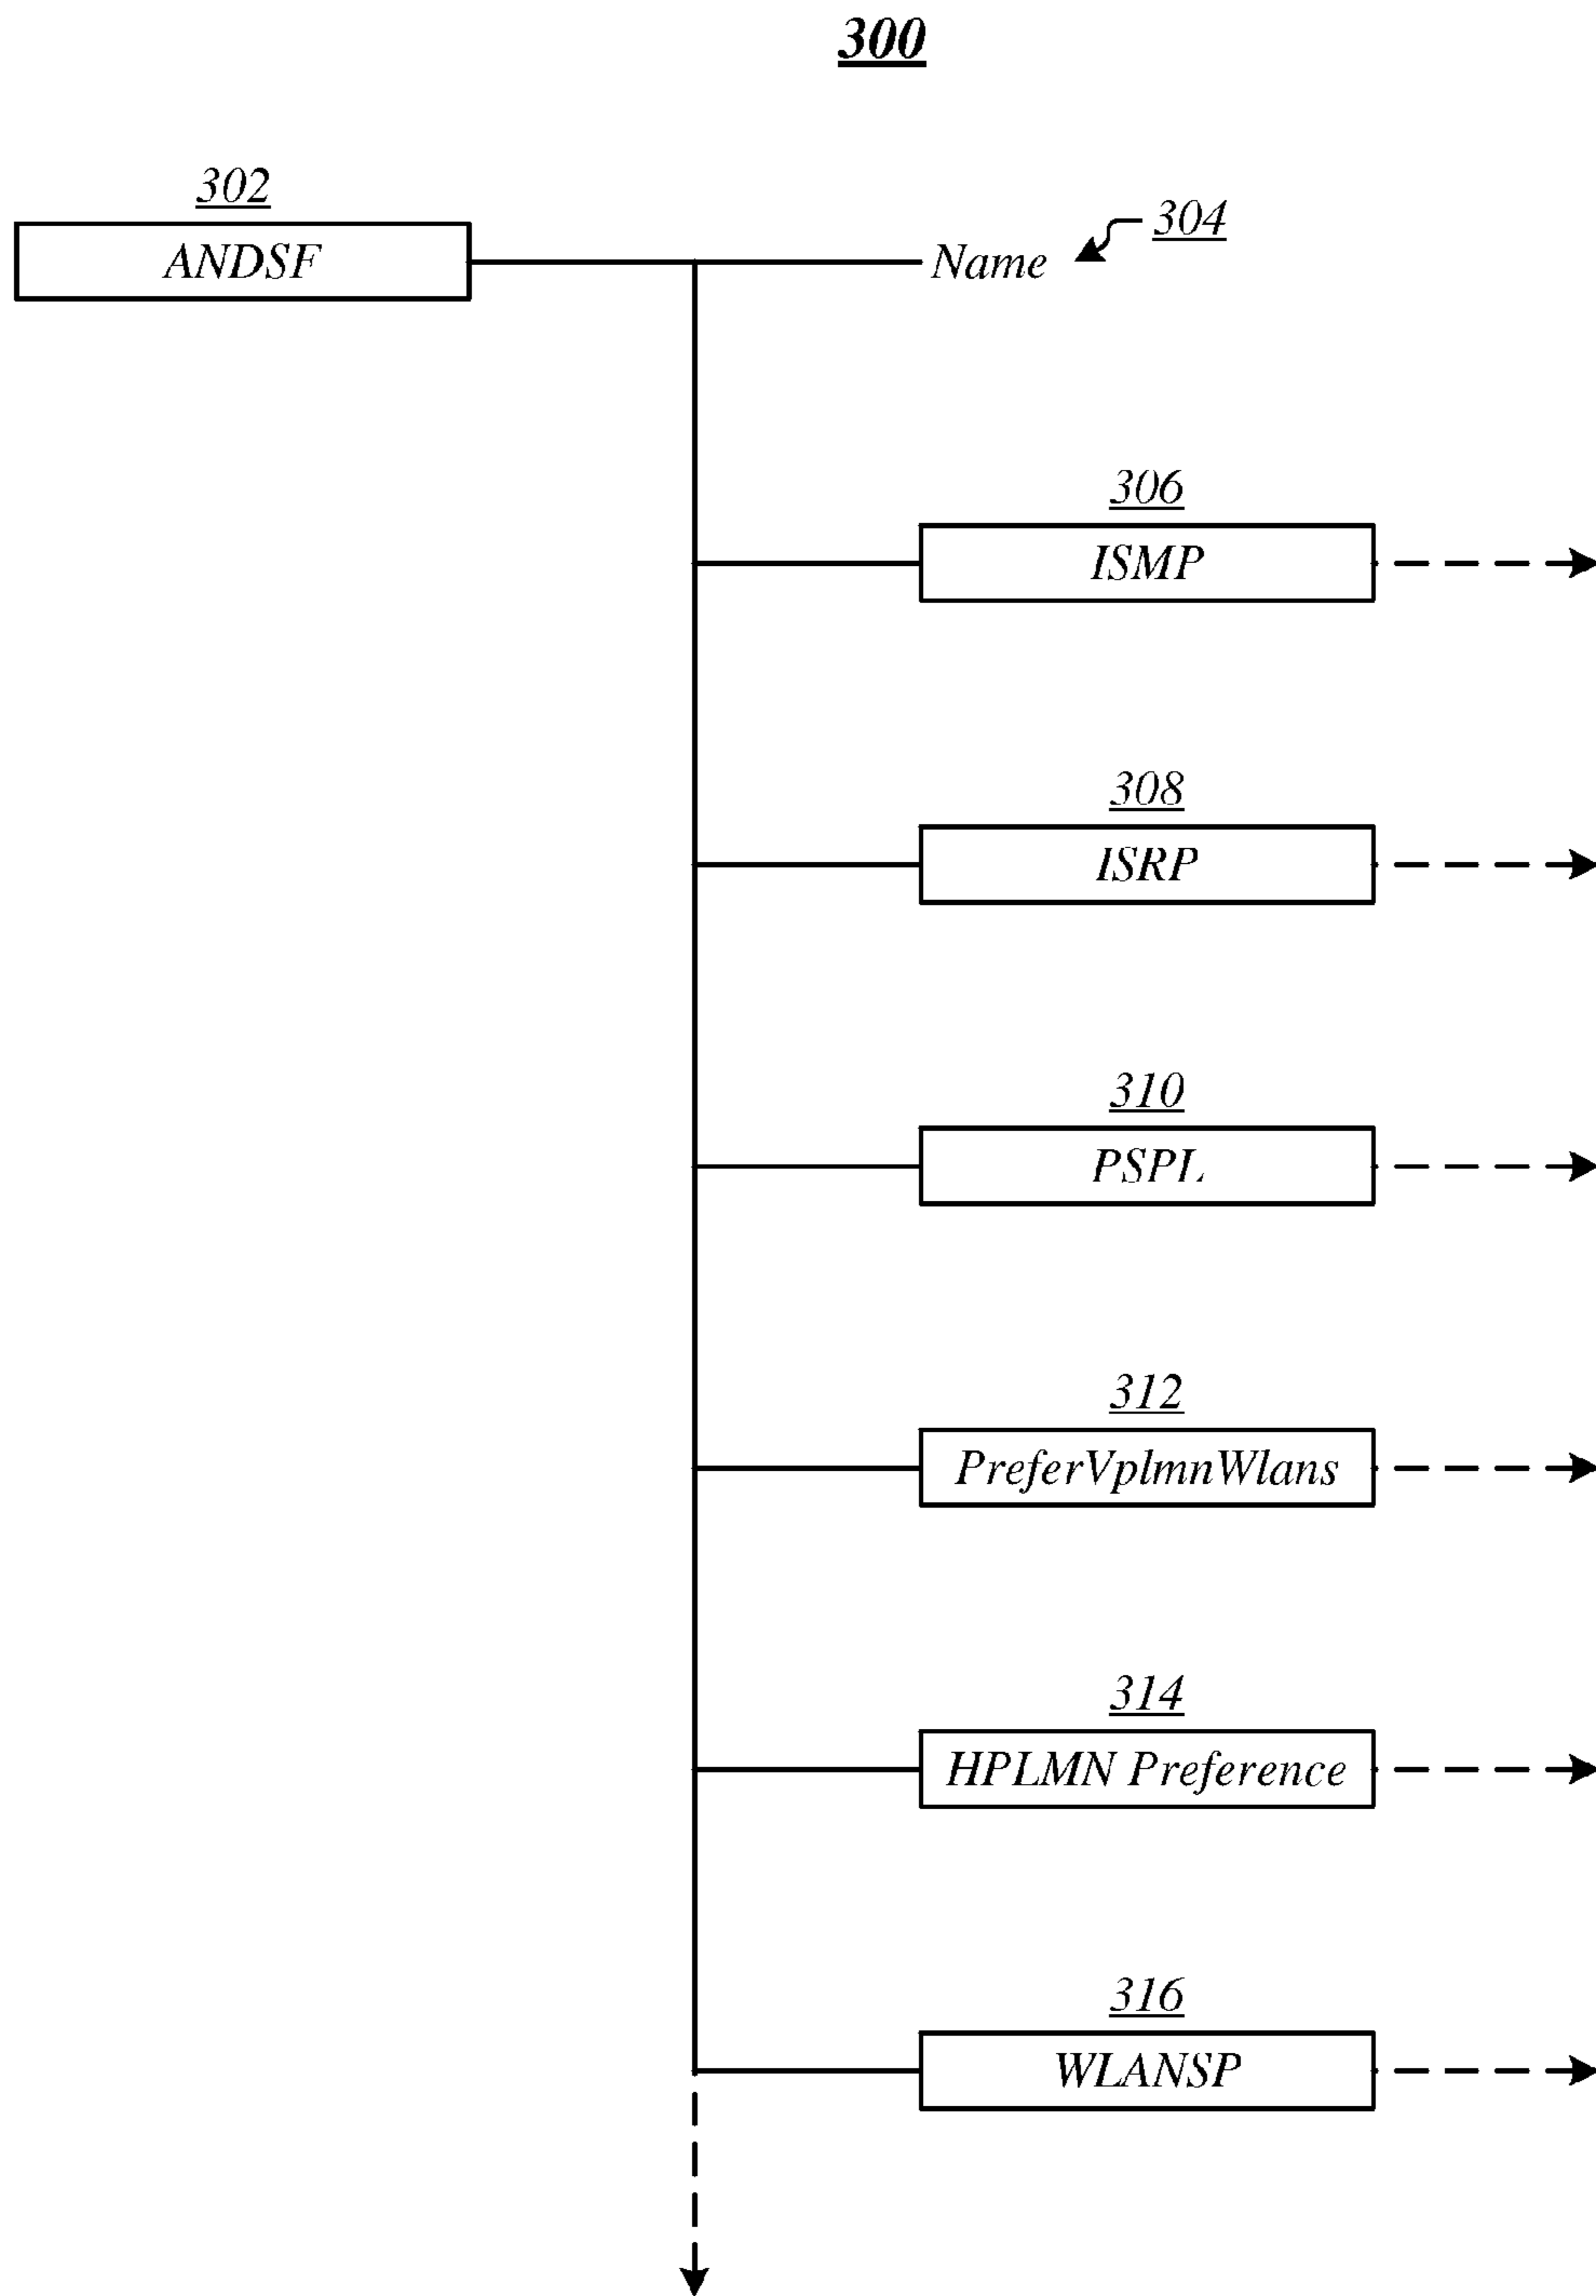 300
302
ANDSF
304
Name
306
ISMP
308
ISRP
310
PSPL
312
PreferVplmnWlans
314
HPLMN Preference
316
WLANSP